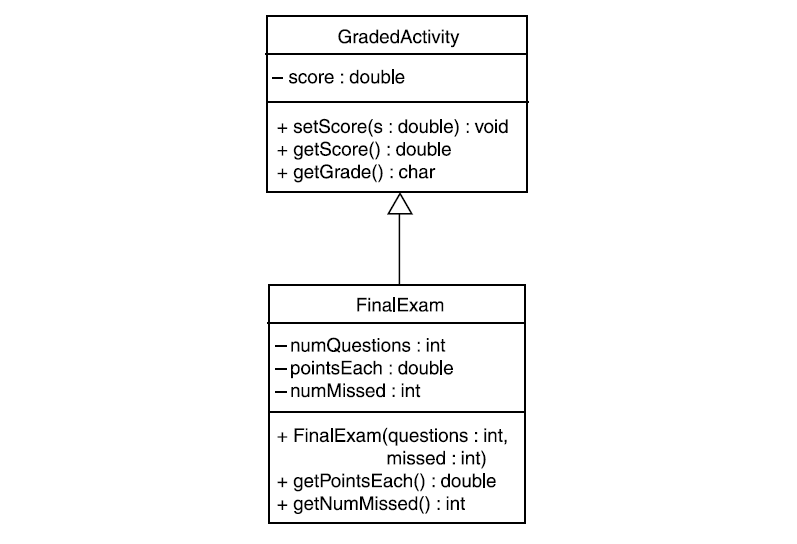 GradedActivity
– score : double
+ setScore(s : double) : void
+ getScore() : double
+ getGrade() : char
FinalExam
– numQuestions : int
– pointsEach : double
– numMissed : int
+ FinalExam(questions : int,
missed : int)
+ getPointsEach() : double
+ getNumMissed() : int